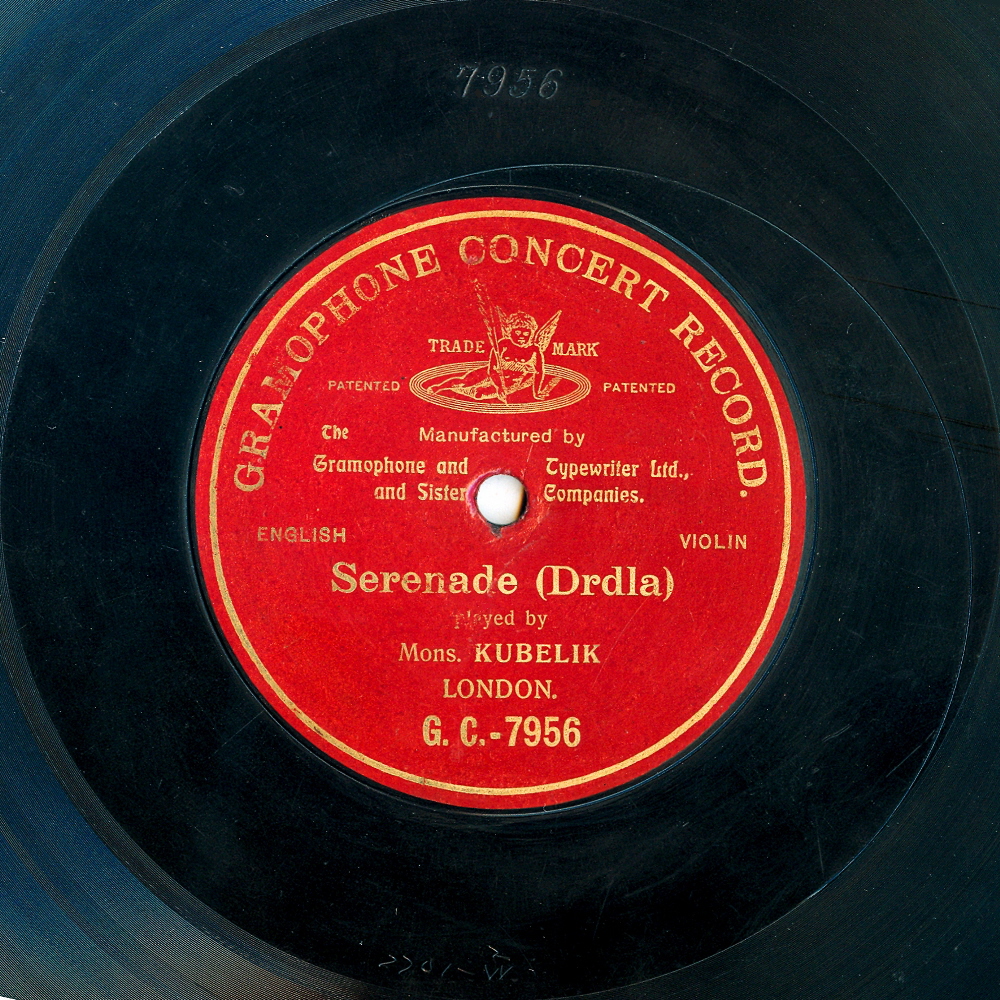 7956
GRAMOPHONE CONCERT RECORD.
TRADE MARK
PATENTED PATENTED
The Manufactured by
Gramophone and Typewriter Ltd.,
and Sister Companies.
ENGLISH VIOLIN
Serenade (Drdla)
played by
Mons. KUBELIK
LONDON.
G. C.-7956